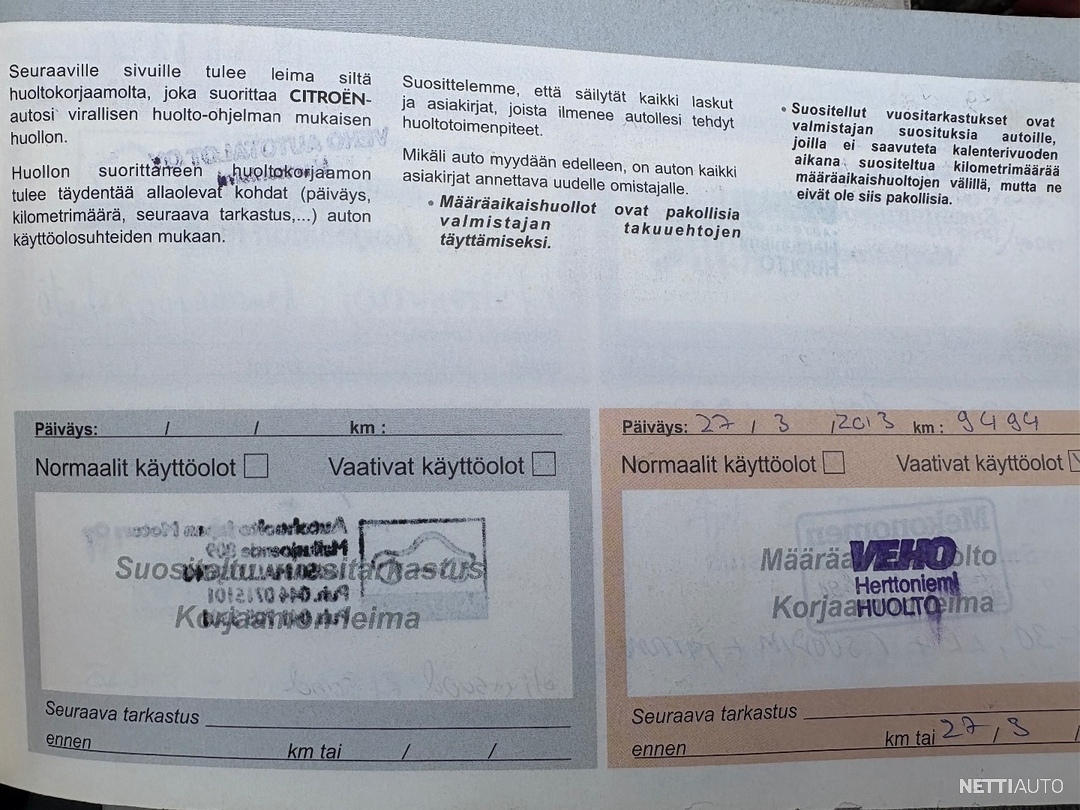 Seuraaville sivuille tulee leima siltä
huoltokorjaamolta, joka suorittaa CITROËN-
autosi virallisen huolto-ohjelman mukaisen
huollon.
Huollon suorittaneen huoltokorjaamon
tulee täydentää allaolevat kohdat (päiväys,
kilometrimäärä, seuraava tarkastus,...) auton
käyttöolosuhteiden mukaan.
Suosittelemme, että säilytät kaikki laskut
ja asiakirjat, joista ilmenee autollesi tehdyt
huoltotoimenpiteet.
Mikäli auto myydään edelleen, on auton kaikki
asiakirjat annettava uudelle omistajalle.
• Määräaikaishuollot ovat pakollisia
valmistajan takuuehtojen
täyttämiseksi.
• Suositellut vuositarkastukset ovat
valmistajan suosituksia autoille,
joilla ei saavuteta kalenterivuoden
aikana suositeltua kilometrimäärää
määräaikaishuoltojen välillä, mutta ne
eivät ole siis pakollisia.
Päiväys: / / km :
Normaalit käyttöolot Vaativat käyttöolot
Suositeltu vuositarkastus
Korjaamon leima
Seuraava tarkastus
ennen km tai / /
Päiväys: 27 / 3 / 2013 km : 9494
Normaalit käyttöolot Vaativat käyttöolot
VEHO
Herttoniemi
HUOLTO
Korjaamon leima
Seuraava tarkastus
ennen km tai 27 / 3 /
NETTIAUTO